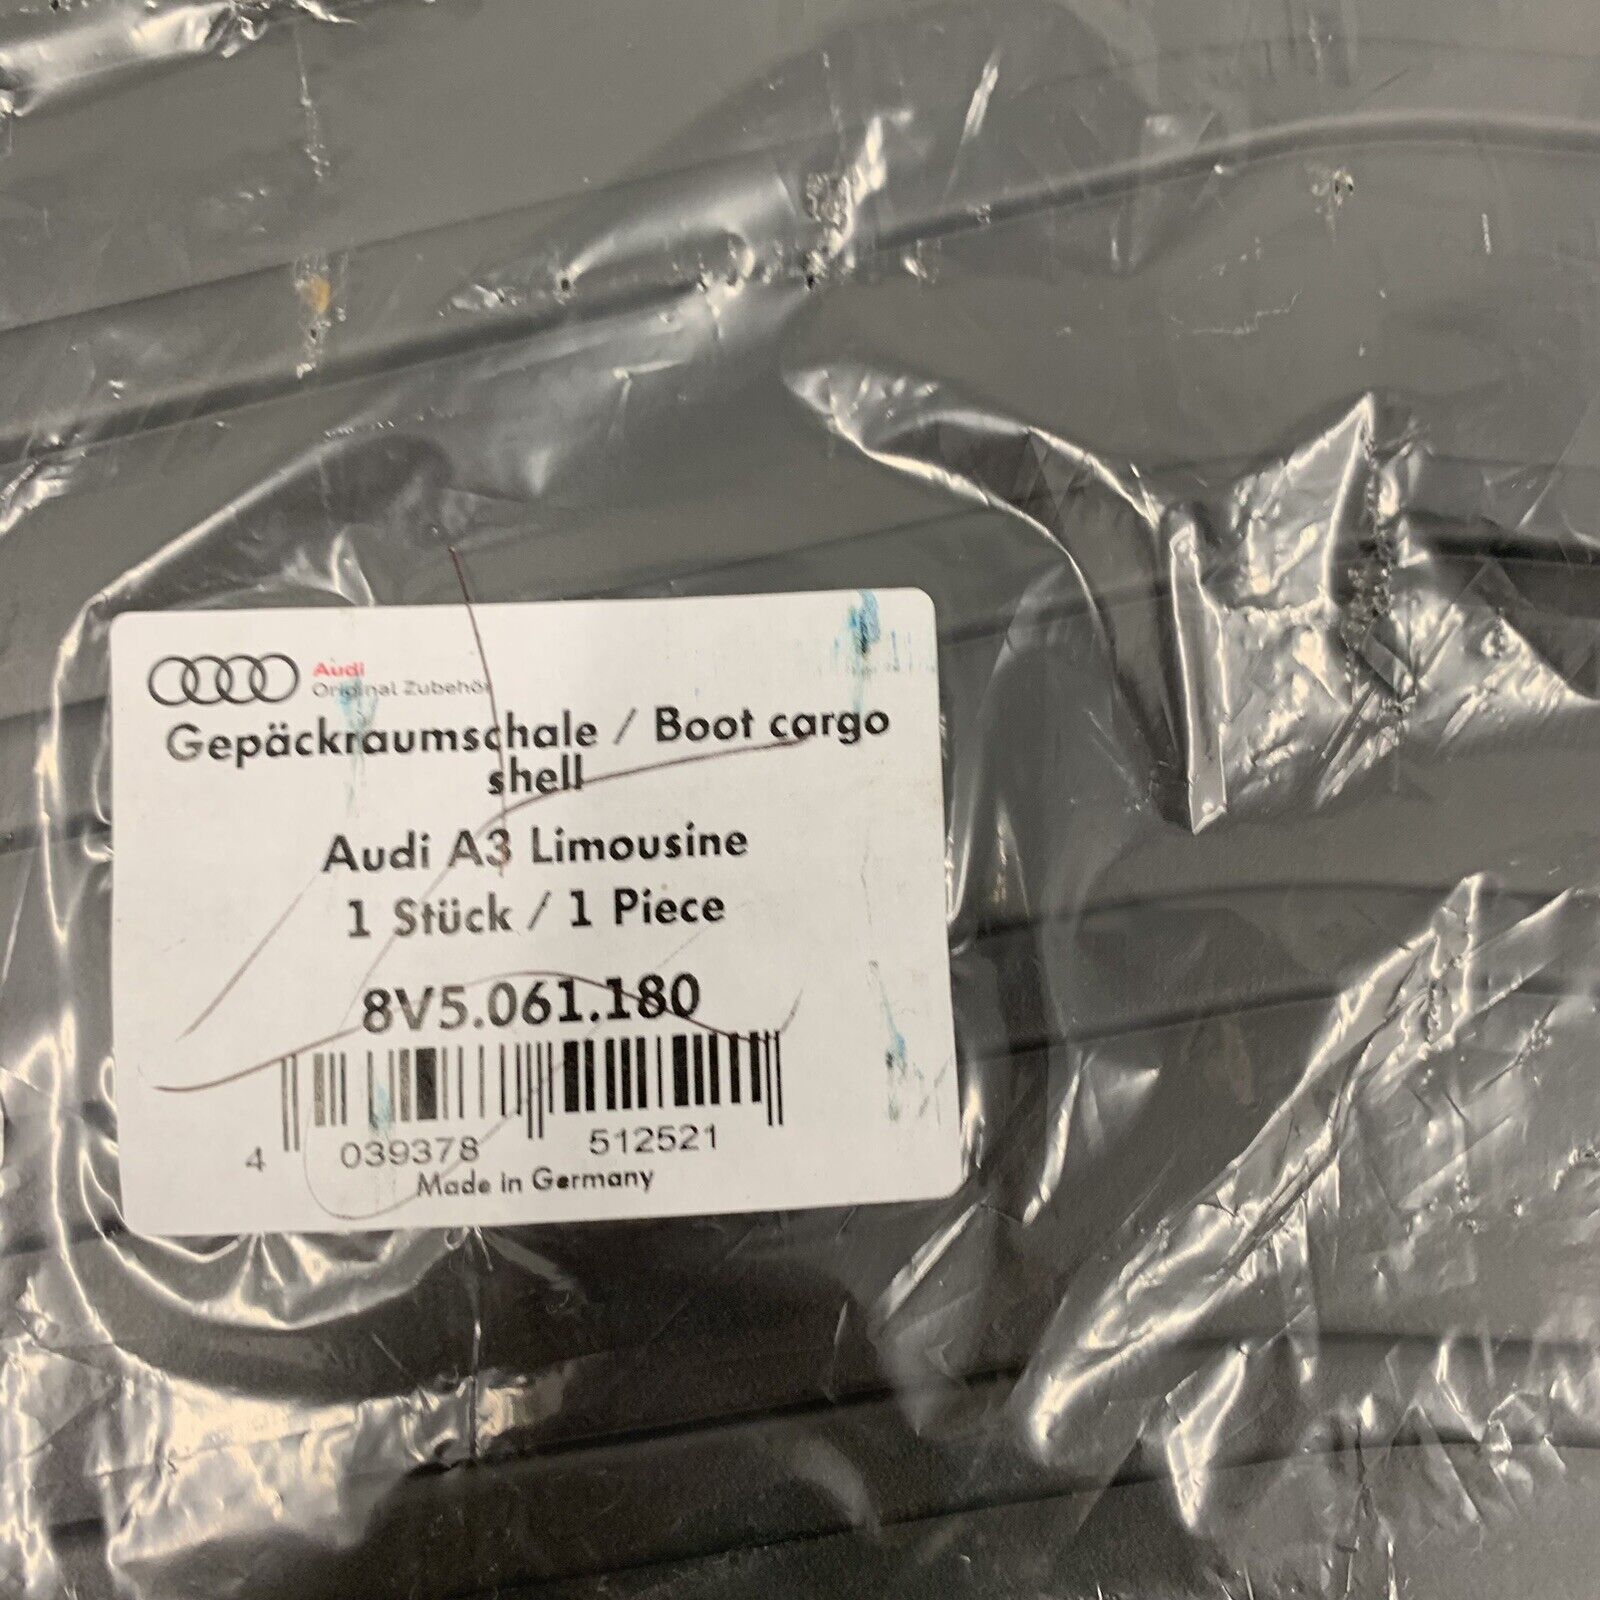 Audi
Original Zubehör
Gepäckraumschale / Boot cargo
shell
Audi A3 Limousine
1 Stück / 1 Piece
8V5.061.180
4 039378 512521
Made in Germany